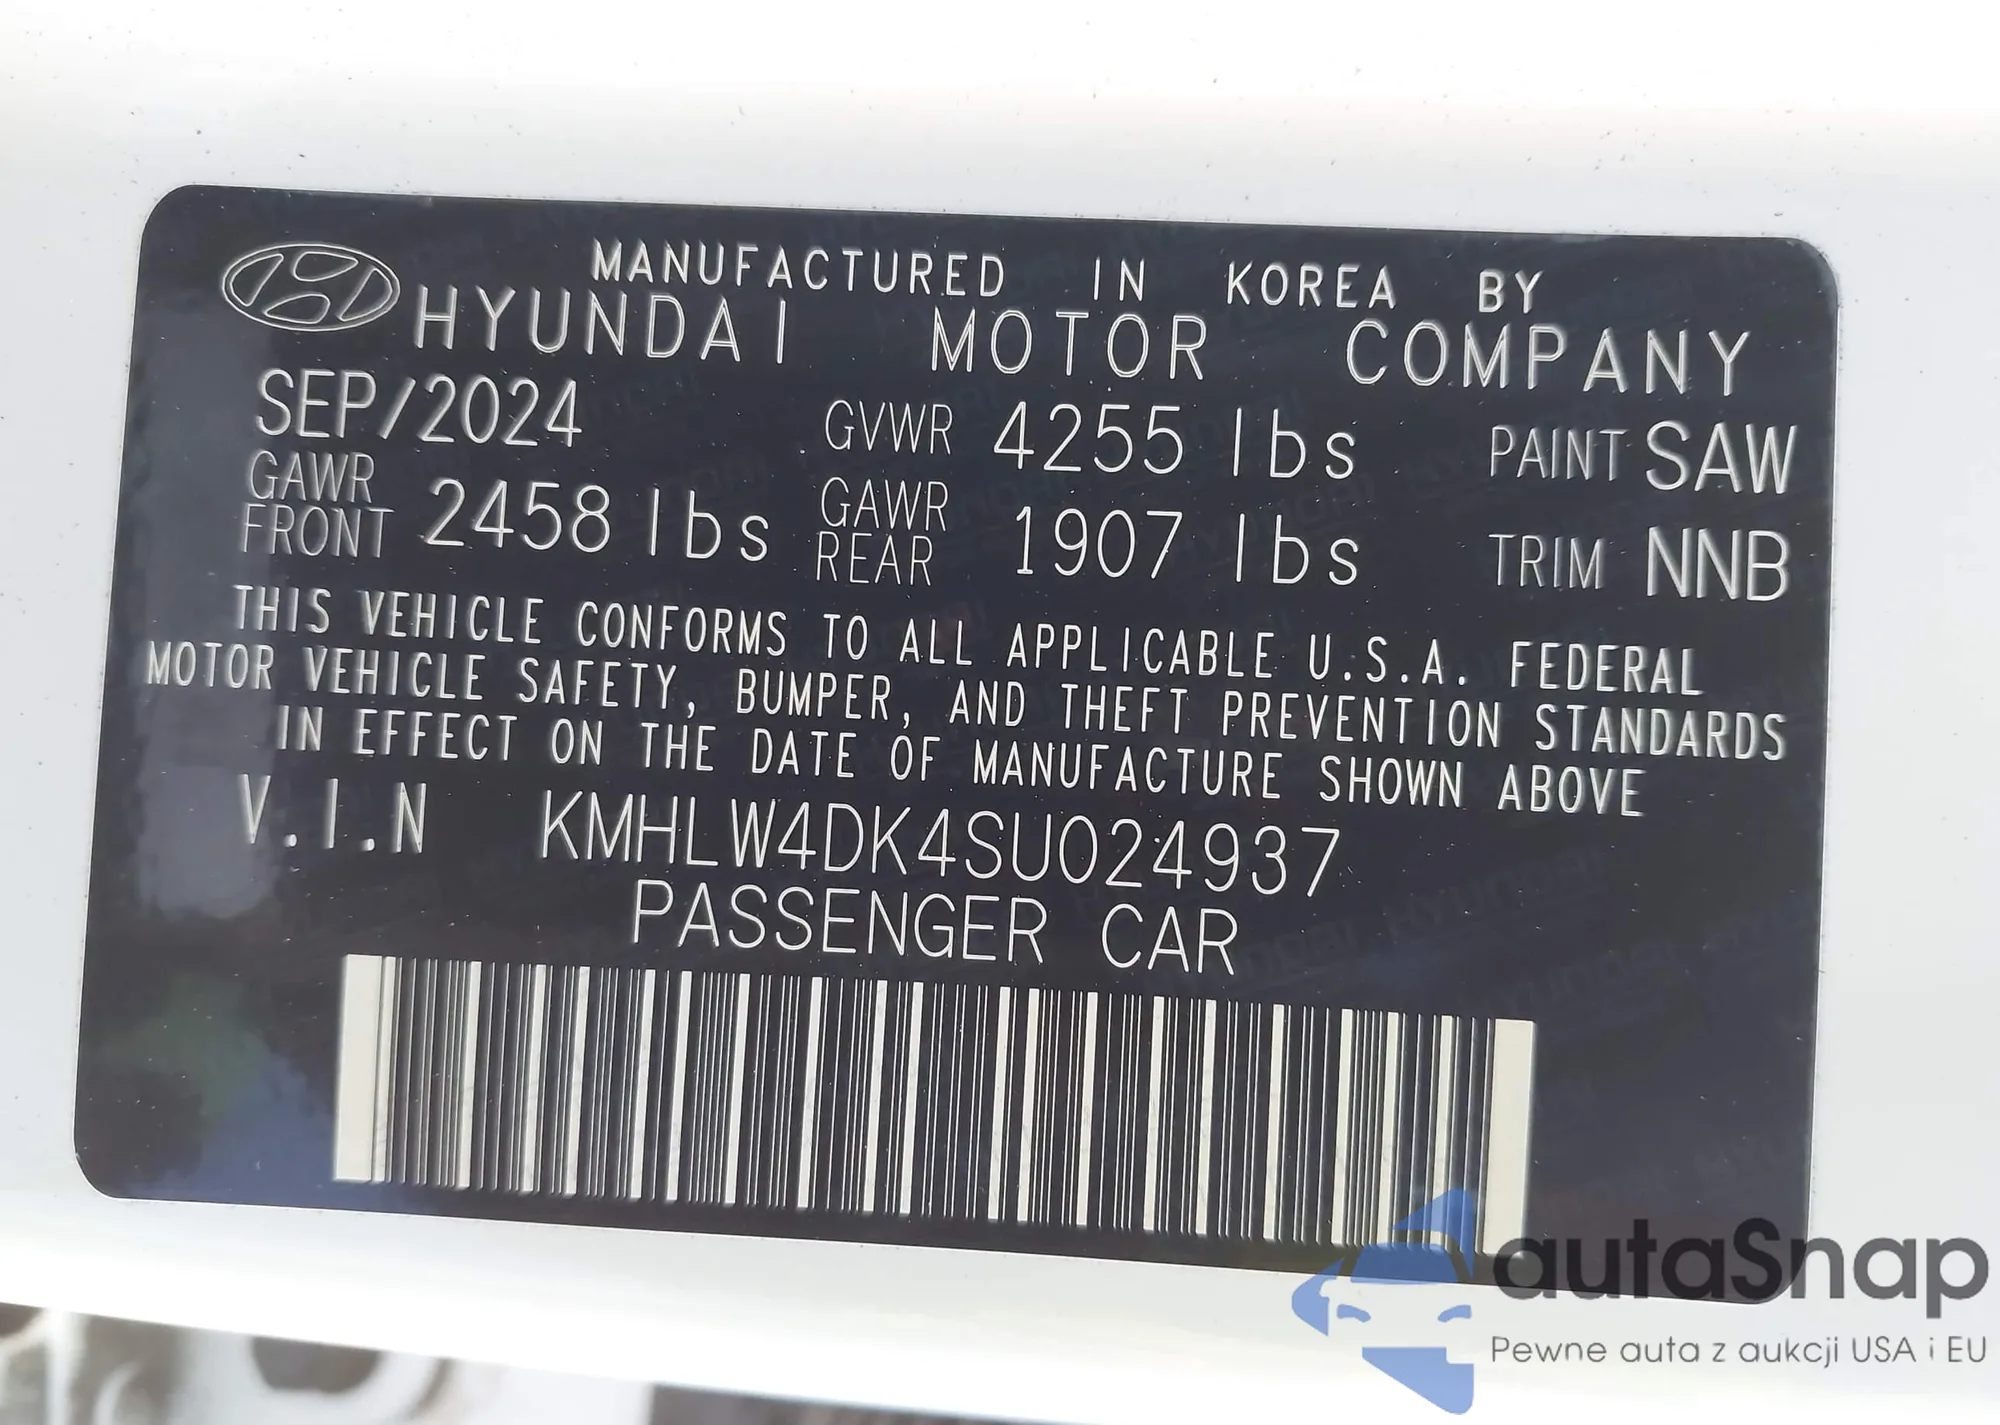 MANUFACTURED IN KOREA BY
HYUNDAI MOTOR COMPANY
SEP/2024 GVWR 4255 lbs PAINT SAW
GAWR FRONT 2458 lbs GAWR REAR 1907 lbs TRIM NNB
THIS VEHICLE CONFORMS TO ALL APPLICABLE U.S.A. FEDERAL
MOTOR VEHICLE SAFETY, BUMPER, AND THEFT PREVENTION STANDARDS
IN EFFECT ON THE DATE OF MANUFACTURE SHOWN ABOVE
V.I.N KMHLW4DK4SU024937
PASSENGER CAR
autaSnap
Pewne auta z aukcji USA i EU